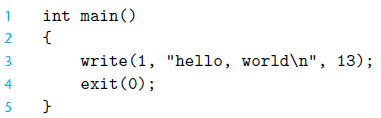 1 int main()
2 {
3     write(1, "hello, world\n", 13);
4     exit(0);
5 }